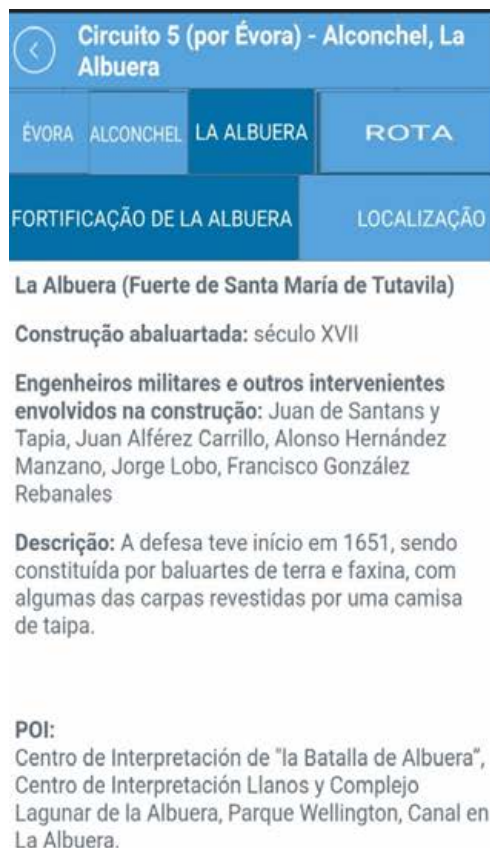 Circuito 5 (por Évora) - Alconchel, La
Albuera
ÉVORA ALCONCHEL LA ALBUERA ROTA
FORTIFICAÇÃO DE LA ALBUERA LOCALIZAÇÃO
La Albuera (Fuerte de Santa María de Tutavila)
Construção abaluartada: século XVII
Engenheiros militares e outros intervenientes
envolvidos na construção: Juan de Santans y
Tapia, Juan Alférez Carrillo, Alonso Hernández
Manzano, Jorge Lobo, Francisco González
Rebanales
Descrição: A defesa teve início em 1651, sendo
constituída por baluartes de terra e faxina, com
algumas das carpas revestidas por uma camisa
de taipa.
POI:
Centro de Interpretación de "la Batalla de Albuera”,
Centro de Interpretación Llanos y Complejo
Lagunar de la Albuera, Parque Wellington, Canal en
La Albuera.